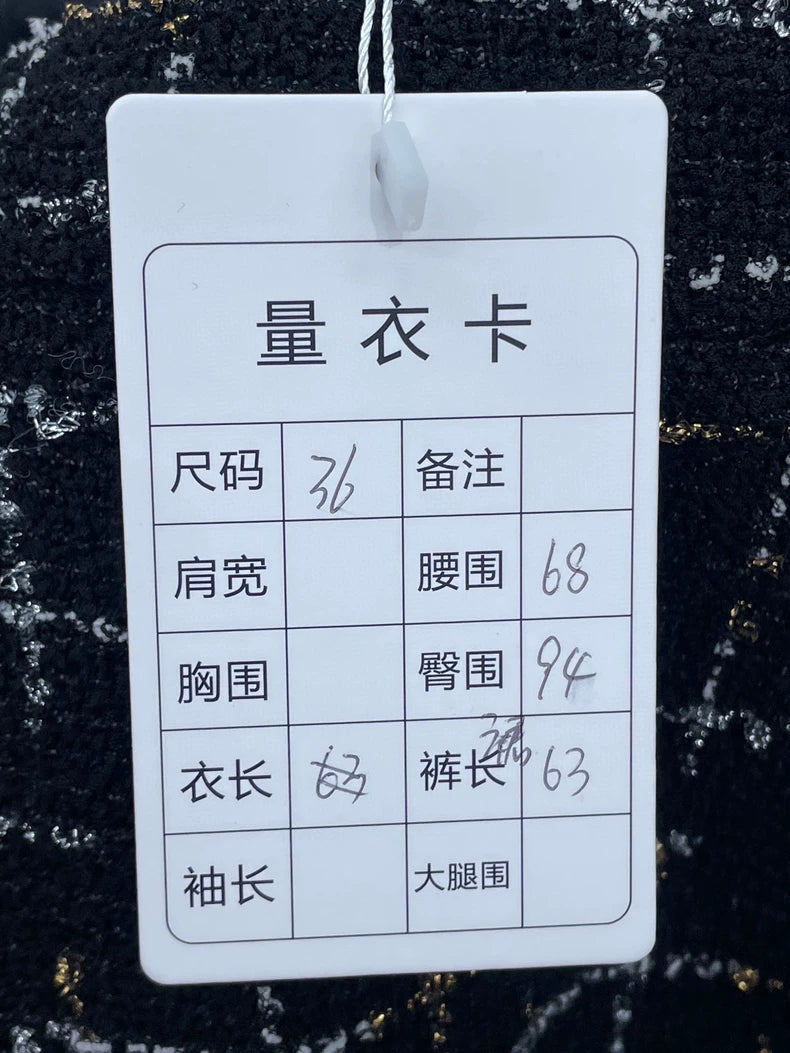 量衣卡
尺码 36 备注
肩宽 腰围 68
胸围 臀围 94
衣长 63 裤长 63
袖长 大腿围